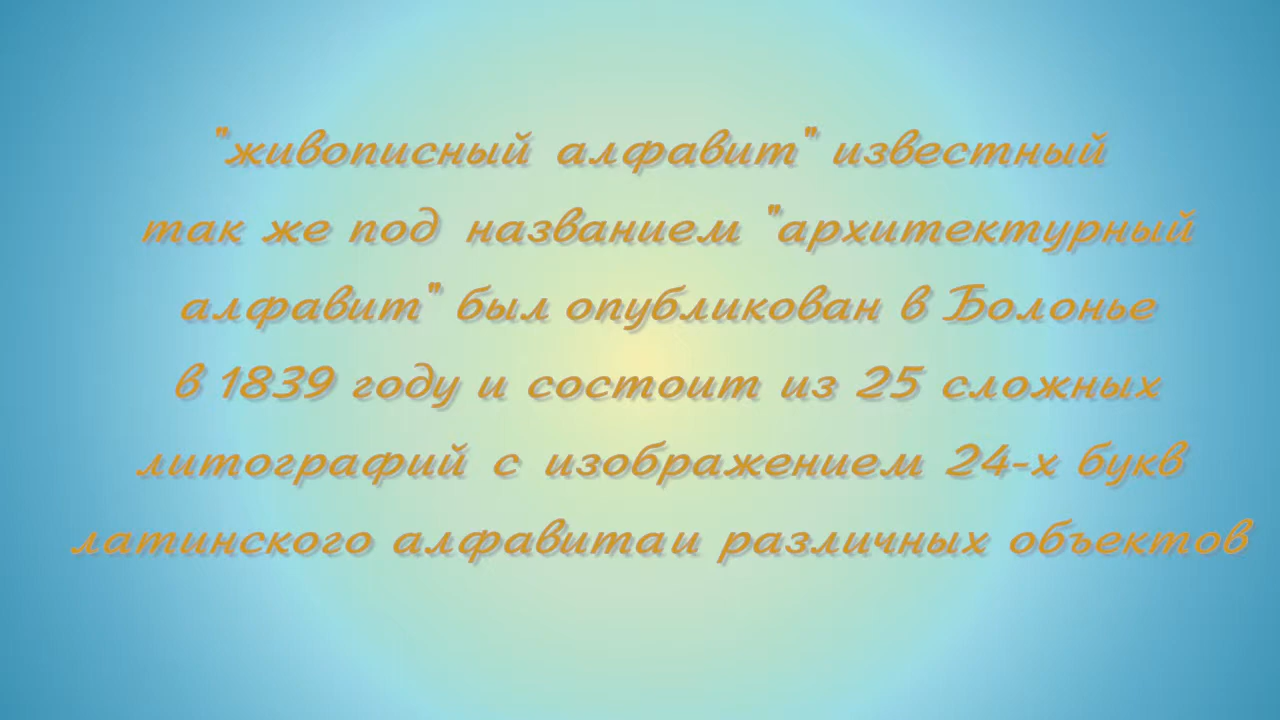 "живописный алфавит" известный
так же под названием "архитектурный
алфавит" был опубликован в Болонье
в 1839 году и состоит из 25 сложных
литографий с изображением 24-х букв
латинского алфавитаи различных объектов